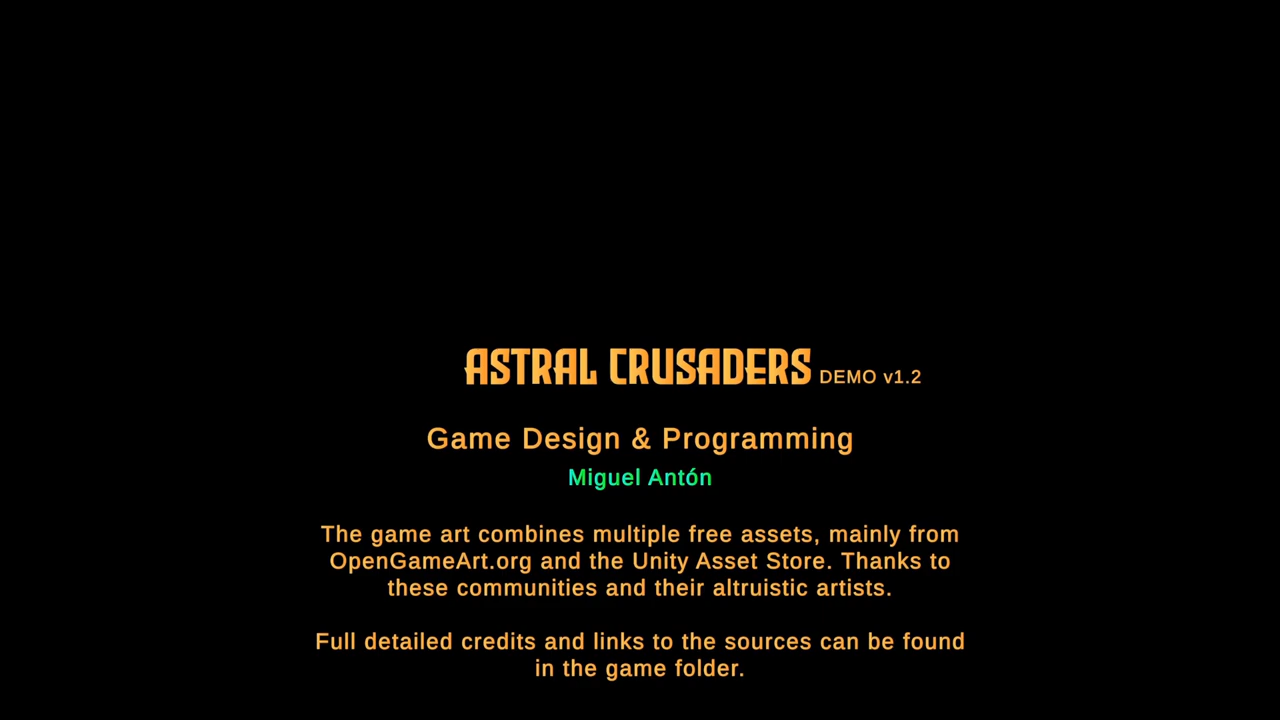 ASTRAL CRUSADERS DEMO v1.2
Game Design & Programming
Miguel Antón
The game art combines multiple free assets, mainly from
OpenGameArt.org and the Unity Asset Store. Thanks to
these communities and their altruistic artists.
Full detailed credits and links to the sources can be found
in the game folder.